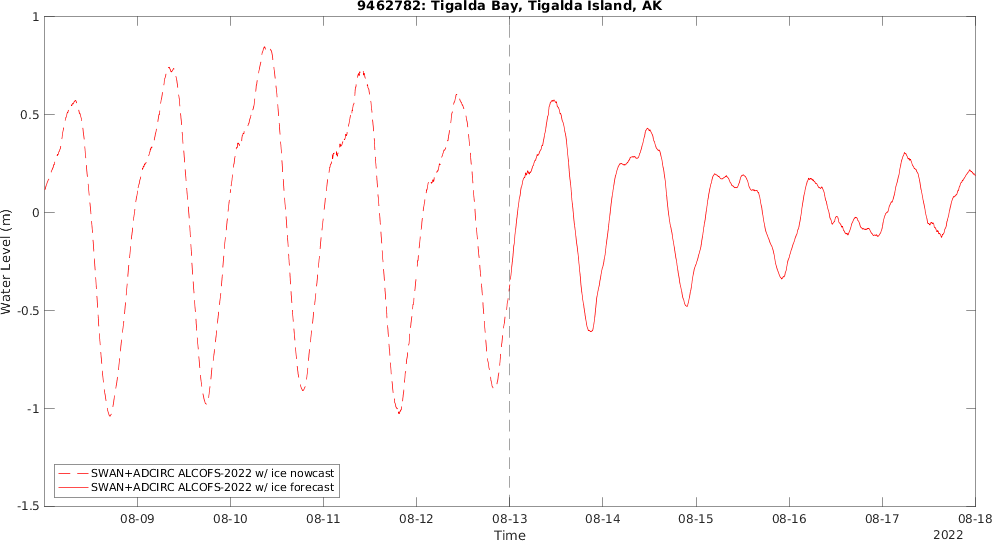 9462782: Tigalda Bay, Tigalda Island, AK
1
0.5
0
-0.5
-1
-1.5
Water Level (m)
SWAN+ADCIRC ALCOFS-2022 w/ ice nowcast
SWAN+ADCIRC ALCOFS-2022 w/ ice forecast
08-09 08-10 08-11 08-12 08-13 08-14 08-15 08-16 08-17 08-18
Time
2022